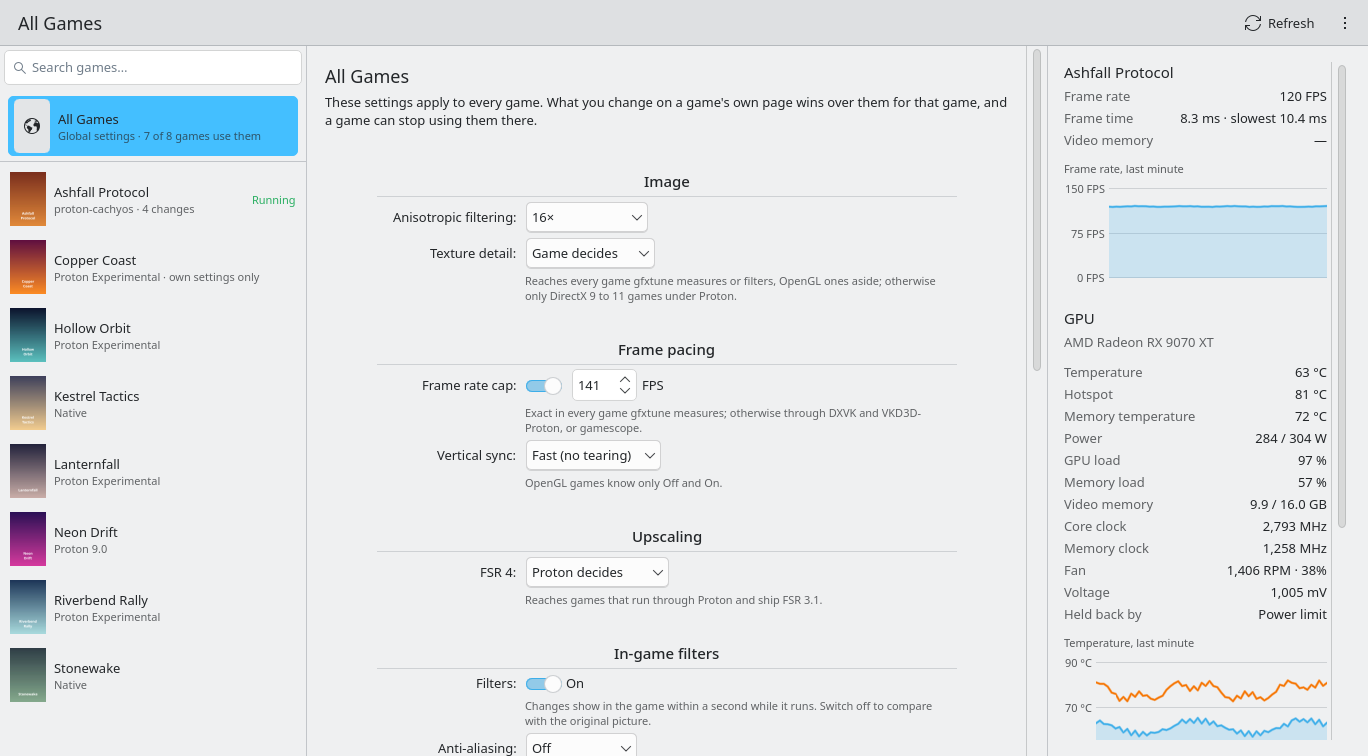 All Games
Refresh
Search games...
All Games
Global settings · 7 of 8 games use them
Ashfall Protocol
proton-cachyos · 4 changes
Running
Copper Coast
Proton Experimental · own settings only
Hollow Orbit
Proton Experimental
Kestrel Tactics
Native
Lanternfall
Proton Experimental
Neon Drift
Proton 9.0
Riverbend Rally
Proton Experimental
Stonewake
Native
All Games
These settings apply to every game. What you change on a game's own page wins over them for that game, and
a game can stop using them there.
Image
Anisotropic filtering: 16×
Texture detail: Game decides
Reaches every game gfxtune measures or filters, OpenGL ones aside; otherwise
only DirectX 9 to 11 games under Proton.
Frame pacing
Frame rate cap: 141 FPS
Exact in every game gfxtune measures; otherwise through DXVK and VKD3D-
Proton, or gamescope.
Vertical sync: Fast (no tearing)
OpenGL games know only Off and On.
Upscaling
FSR 4: Proton decides
Reaches games that run through Proton and ship FSR 3.1.
In-game filters
Filters: On
Changes show in the game within a second while it runs. Switch off to compare
with the original picture.
Anti-aliasing: Off
Ashfall Protocol
Frame rate 120 FPS
Frame time 8.3 ms · slowest 10.4 ms
Video memory —
Frame rate, last minute
150 FPS
75 FPS
0 FPS
GPU
AMD Radeon RX 9070 XT
Temperature 63 °C
Hotspot 81 °C
Memory temperature 72 °C
Power 284 / 304 W
GPU load 97 %
Memory load 57 %
Video memory 9.9 / 16.0 GB
Core clock 2,793 MHz
Memory clock 1,258 MHz
Fan 1,406 RPM · 38%
Voltage 1,005 mV
Held back by Power limit
Temperature, last minute
90 °C
70 °C